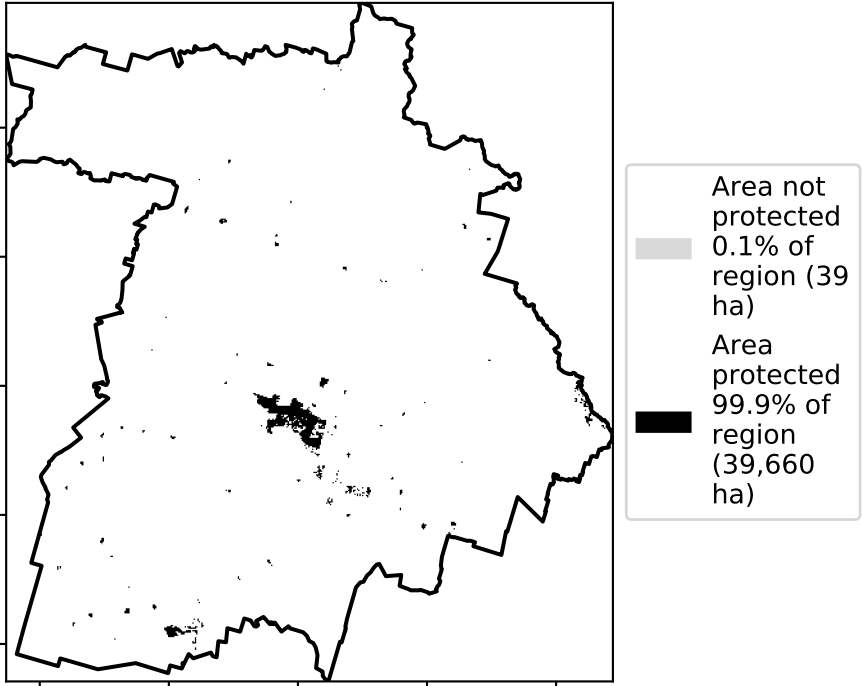 Area not
protected
0.1% of
region (39
ha)
Area
protected
99.9% of
region
(39,660
ha)